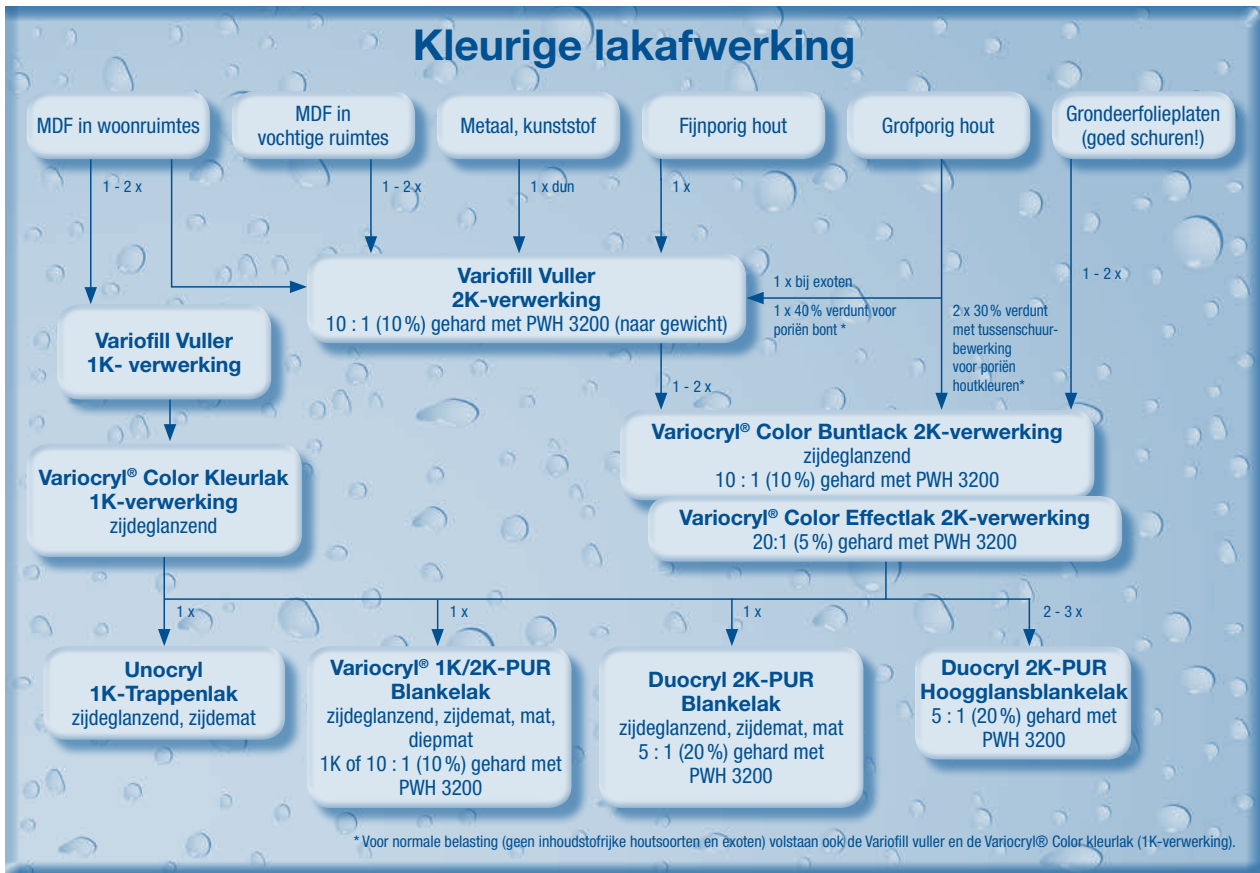 Kleurige lakafwerking
MDF in woonruimtes
MDF in
vochtige ruimtes
Metaal, kunststof
Fijnporig hout
Grofporig hout
Grondeerfolieplaten
(goed schuren!)
1 - 2 x
1 - 2 x
1 x dun
1 x
Variofill Vuller
2K-verwerking
10 : 1 (10 %) gehard met PWH 3200 (naar gewicht)
1 x bij exoten
1 x 40 % verdunt voor
poriën bont *
2 x 30 % verdunt
met tussenschuur-
bewerking
voor poriën
houtkleuren*
1 - 2 x
Variofill Vuller
1K- verwerking
1 - 2 x
Variocryl® Color Buntlack 2K-verwerking
zijdeglanzend
10 : 1 (10 %) gehard met PWH 3200
Variocryl® Color Kleurlak
1K-verwerking
zijdeglanzend
Variocryl® Color Effectlak 2K-verwerking
20:1 (5 %) gehard met PWH 3200
1 x
1 x
1 x
2 - 3 x
Unocryl
1K-Trappenlak
zijdeglanzend, zijdemat
Variocryl® 1K/2K-PUR
Blankelak
zijdeglanzend, zijdemat, mat,
diepmat
1K of 10 : 1 (10 %) gehard met
PWH 3200
Duocryl 2K-PUR
Blankelak
zijdeglanzend, zijdemat, mat
5 : 1 (20 %) gehard met
PWH 3200
Duocryl 2K-PUR
Hoogglansblankelak
5 : 1 (20 %) gehard met
PWH 3200
* Voor normale belasting (geen inhoudstofrijke houtsoorten en exoten) volstaan ook de Variofill vuller en de Variocryl® Color kleurlak (1K-verwerking).